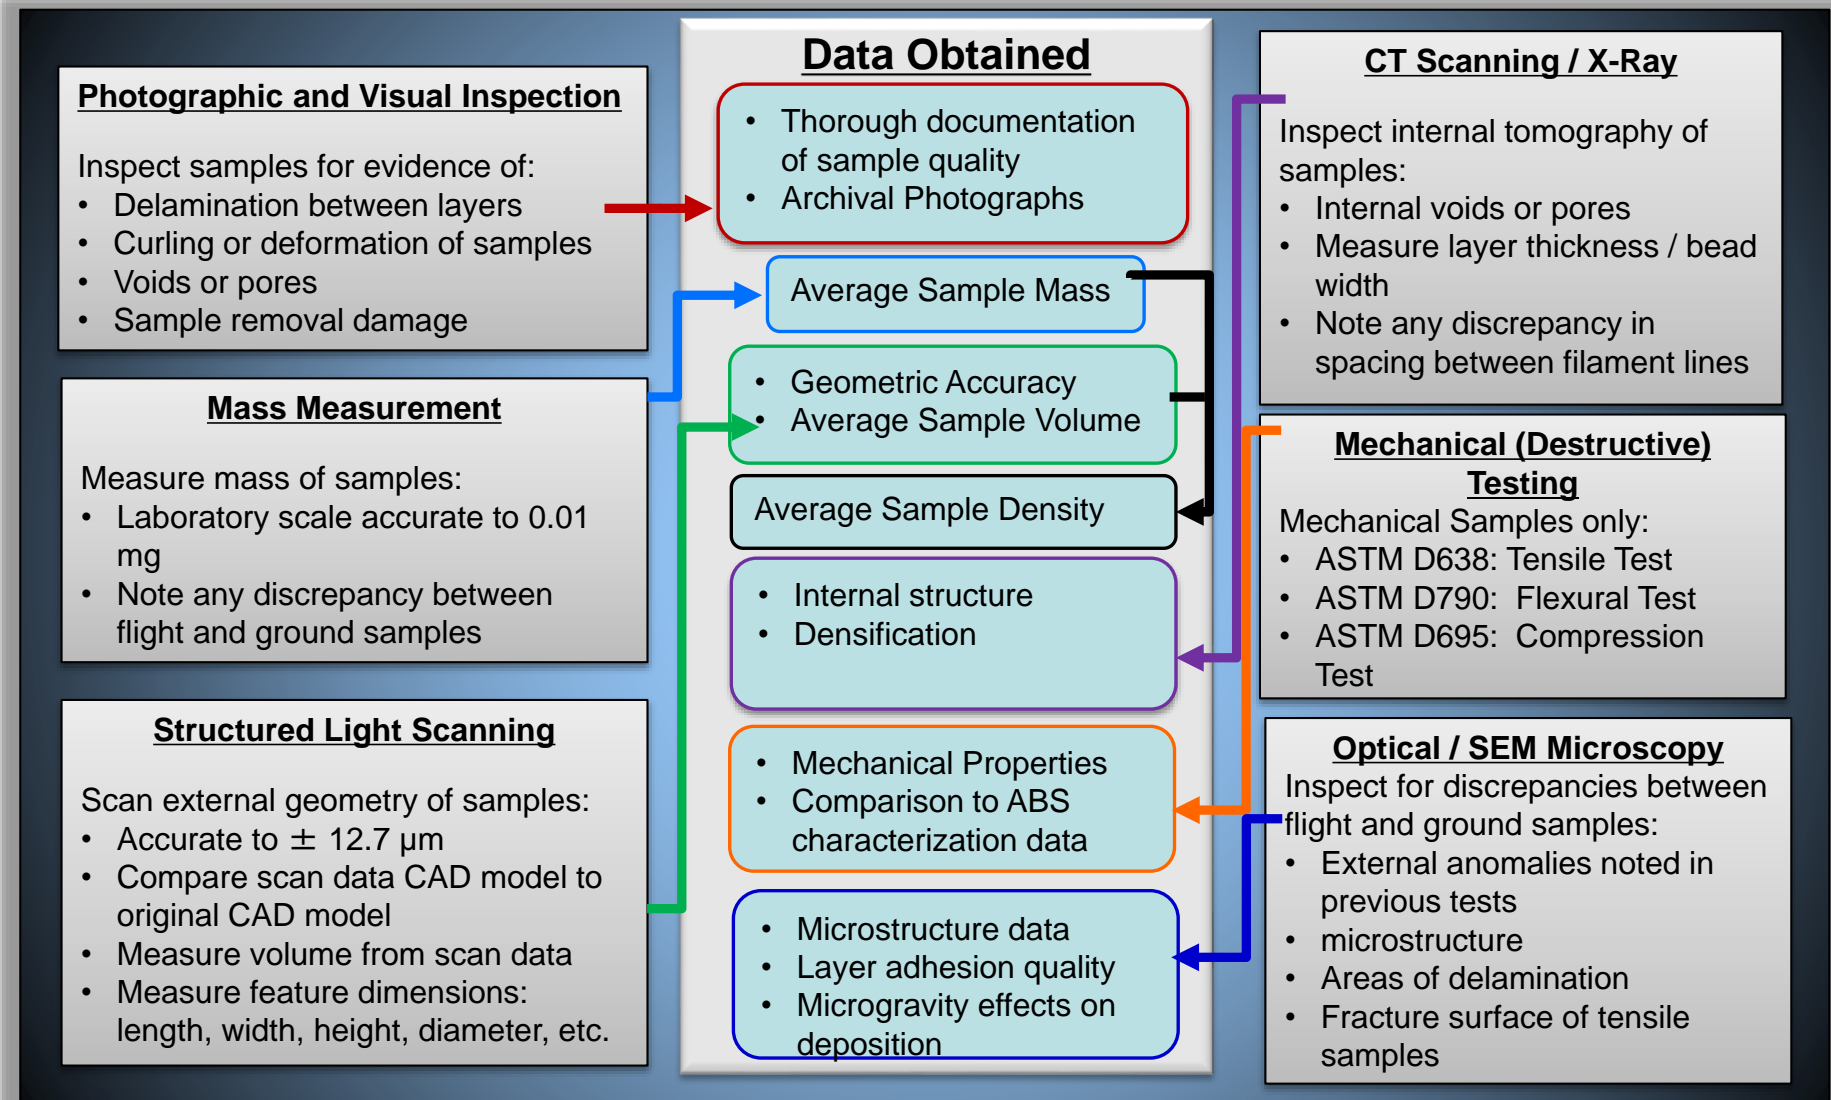 Photographic and Visual Inspection
Inspect samples for evidence of:
• Delamination between layers
• Curling or deformation of samples
• Voids or pores
• Sample removal damage
Mass Measurement
Measure mass of samples:
• Laboratory scale accurate to 0.01
mg
• Note any discrepancy between
flight and ground samples
Structured Light Scanning
Scan external geometry of samples:
• Accurate to ± 12.7 μm
• Compare scan data CAD model to
original CAD model
• Measure volume from scan data
• Measure feature dimensions:
length, width, height, diameter, etc.
Data Obtained
• Thorough documentation
of sample quality
• Archival Photographs
Average Sample Mass
• Geometric Accuracy
• Average Sample Volume
Average Sample Density
• Internal structure
• Densification
• Mechanical Properties
• Comparison to ABS
characterization data
• Microstructure data
• Layer adhesion quality
• Microgravity effects on
deposition
CT Scanning / X-Ray
Inspect internal tomography of
samples:
• Internal voids or pores
• Measure layer thickness / bead
width
• Note any discrepancy in
spacing between filament lines
Mechanical (Destructive)
Testing
Mechanical Samples only:
• ASTM D638: Tensile Test
• ASTM D790: Flexural Test
• ASTM D695: Compression
Test
Optical / SEM Microscopy
Inspect for discrepancies between
flight and ground samples:
• External anomalies noted in
previous tests
• microstructure
• Areas of delamination
• Fracture surface of tensile
samples